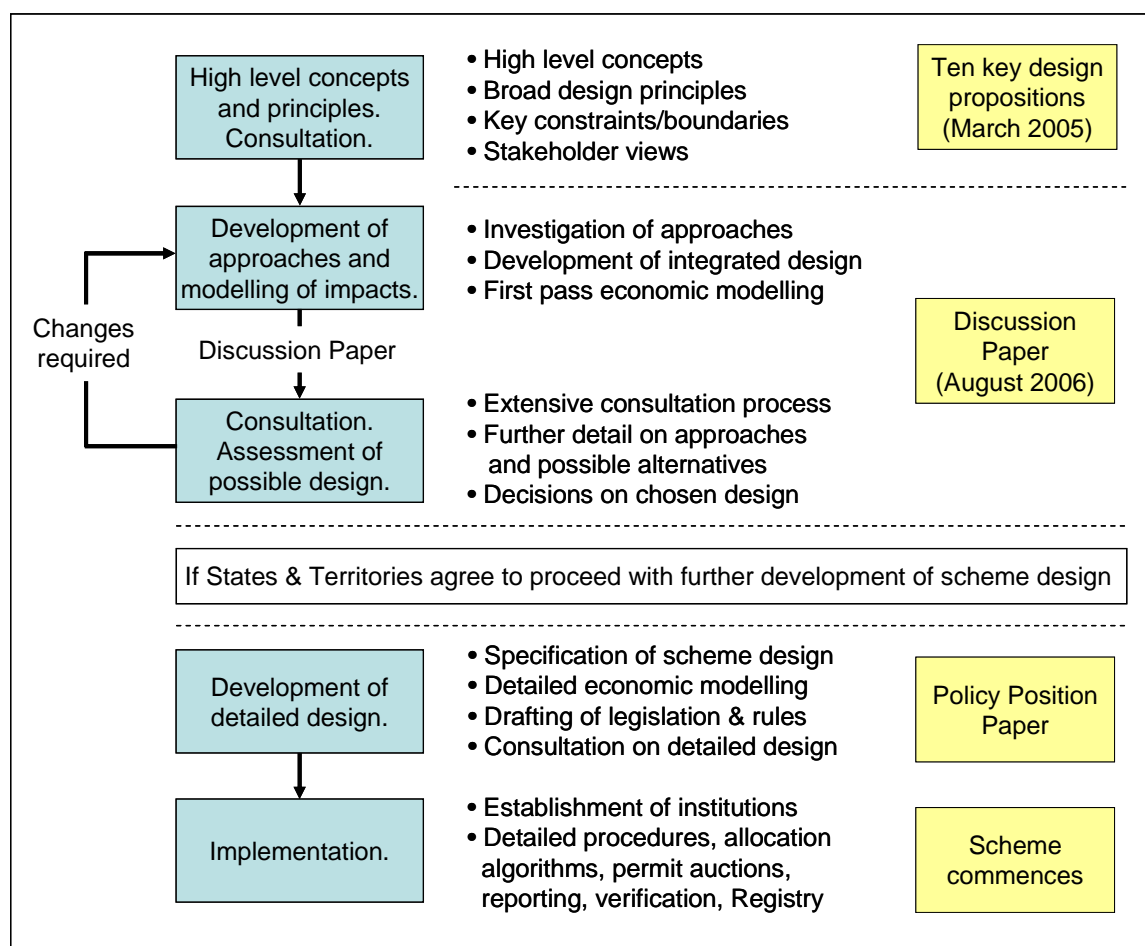 High level concepts
and principles.
Consultation.
• High level concepts
• Broad design principles
• Key constraints/boundaries
• Stakeholder views
Ten key design
propositions
(March 2005)
Development of
approaches and
modelling of impacts.
• Investigation of approaches
• Development of integrated design
• First pass economic modelling
Changes
required
Discussion Paper
Discussion
Paper
(August 2006)
Consultation.
Assessment of
possible design.
• Extensive consultation process
• Further detail on approaches
and possible alternatives
• Decisions on chosen design
If States & Territories agree to proceed with further development of scheme design
Development of
detailed design.
• Specification of scheme design
• Detailed economic modelling
• Drafting of legislation & rules
• Consultation on detailed design
Policy Position
Paper
Implementation.
• Establishment of institutions
• Detailed procedures, allocation
algorithms, permit auctions,
reporting, verification, Registry
Scheme
commences